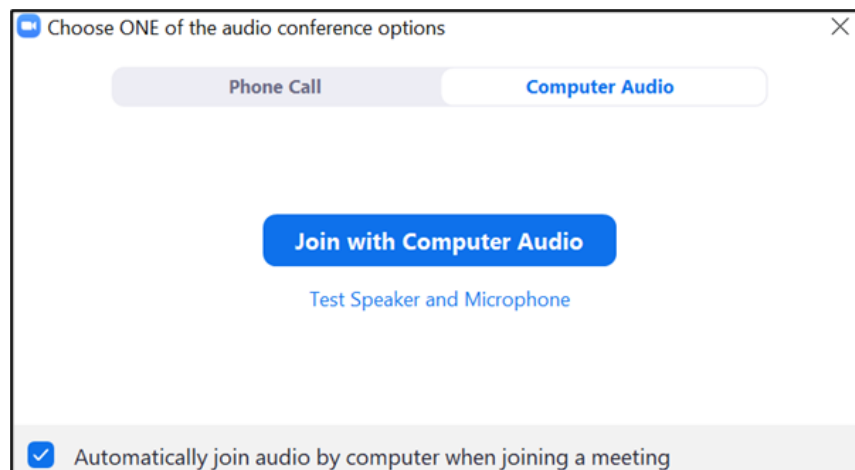 Choose ONE of the audio conference options
Phone Call Computer Audio
Join with Computer Audio
Test Speaker and Microphone
Automatically join audio by computer when joining a meeting